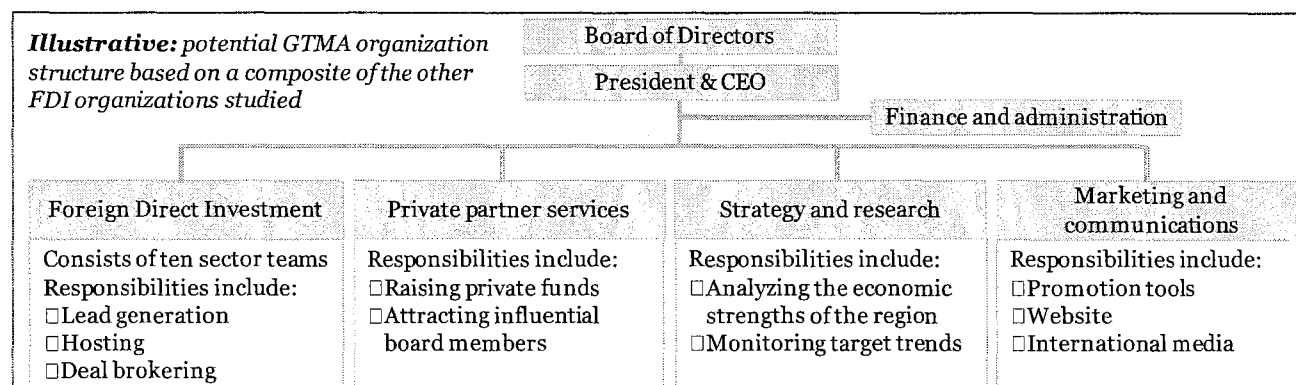 Illustrative: potential GTMA organization
structure based on a composite of the other
FDI organizations studied
Board of Directors
President & CEO
Finance and administration
Foreign Direct Investment
Consists of ten sector teams
Responsibilities include:
□Lead generation
□Hosting
□Deal brokering
Private partner services
Responsibilities include:
□Raising private funds
□Attracting influential
board members
Strategy and research
Responsibilities include:
□Analyzing the economic
strengths of the region
□Monitoring target trends
Marketing and
communications
Responsibilities include:
□Promotion tools
□Website
□International media